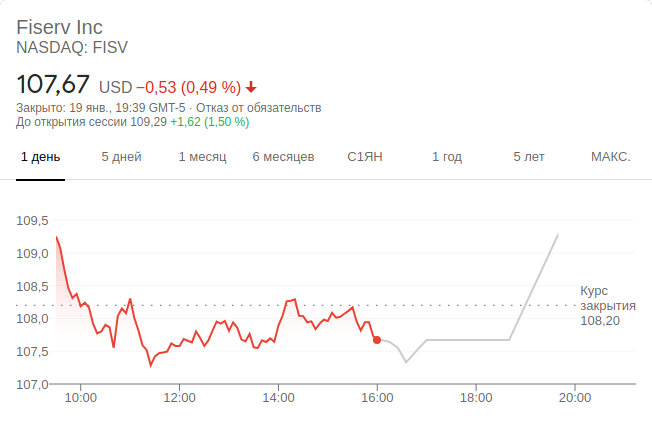 Fiserv Inc
NASDAQ: FISV
107,67 USD −0,53 (0,49 %)
Закрыто: 19 янв., 19:39 GMT-5 · Отказ от обязательств
До открытия сессии 109,29 +1,62 (1,50 %)
1 день 5 дней 1 месяц 6 месяцев С1ЯН 1 год 5 лет МАКС.
109,5
109,0
108,5
108,0
107,5
107,0
Курс
закрытия
108,20
10:00 12:00 14:00 16:00 18:00 20:00